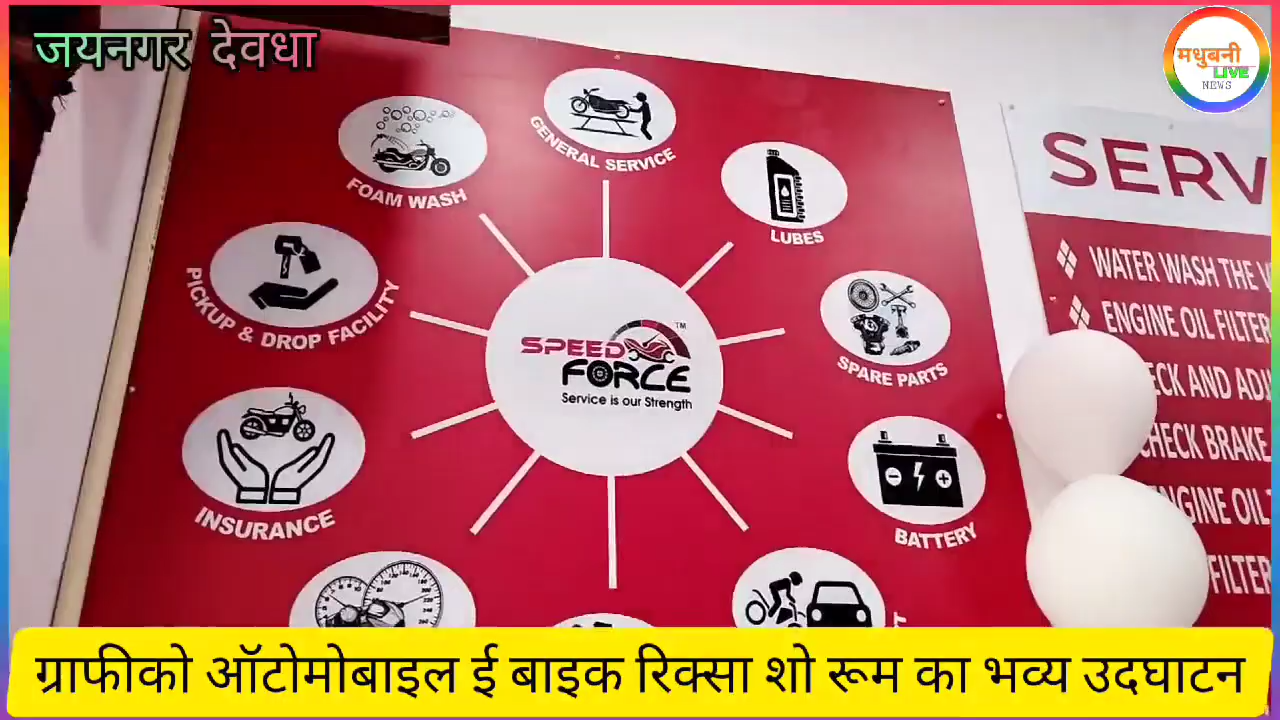 जयनगर देवधा
मधुबनी
LIVE
NEWS
GENERAL SERVICE
FOAM WASH
LUBES
PICKUP & DROP FACILITY
SPARE PARTS
SPEED
FORCE
TM
Service is our Strength
INSURANCE
BATTERY
SERV
WATER WASH THE V
ENGINE OIL FILTER
ECK AND ADJ
CHECK BRAKE
ENGINE OIL
FILTER
ग्राफीको ऑटोमोबाइल ई बाइक रिक्सा शो रूम का भव्य उदघाटन